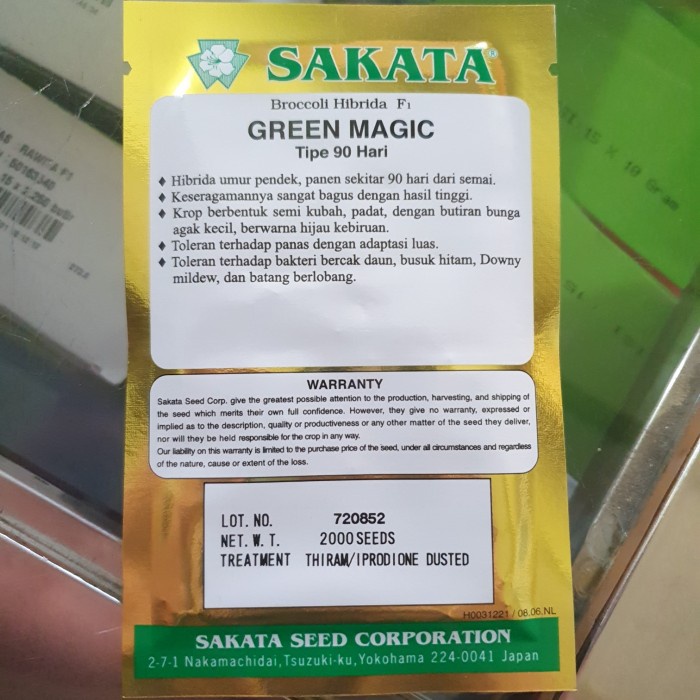 SAKATA®
Broccoli Hibrida F1
GREEN MAGIC
Tipe 90 Hari
♦ Hibrida umur pendek, panen sekitar 90 hari dari semai.
♦ Keseragamannya sangat bagus dengan hasil tinggi.
♦ Krop berbentuk semi kubah, padat, dengan butiran bunga
agak kecil, berwarna hijau kebiruan.
♦ Toleran terhadap panas dengan adaptasi luas.
♦ Toleran terhadap bakteri bercak daun, busuk hitam, Downy
mildew, dan batang berlobang.
WARRANTY
Sakata Seed Corp. give the greatest possible attention to the production, harvesting, and shipping of
the seed which merits their own full confidence. However, they give no warranty, expressed or
implied as to the description, quality or productiveness or any other matter of the seed they deliver,
nor will they be held responsible for the crop in any way.
Our liability on this warranty is limited to the purchase price of the seed, under all circumstances and regardless
of the nature, cause or extent of the loss.
LOT. NO. 720852
NET. W. T. 2000 SEEDS
TREATMENT THIRAM/IPRODIONE DUSTED
H0031221 / 08.06.NL
SAKATA SEED CORPORATION
2-7-1 Nakamachidai, Tsuzuki-ku, Yokohama 224-0041 Japan
15 X 10 Gram